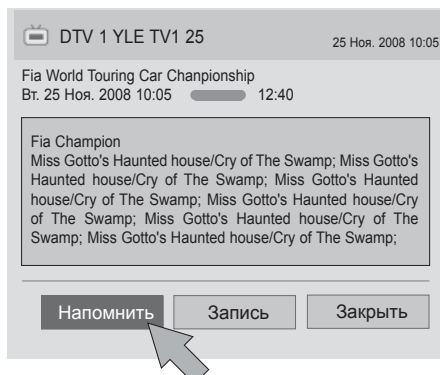 DTV 1 YLE TV1 25
25 Ноя. 2008 10:05
Fia World Touring Car Chanpionship
Вт. 25 Ноя. 2008 10:05 12:40
Fia Champion
Miss Gotto's Haunted house/Cry of The Swamp; Miss Gotto's
Haunted house/Cry of The Swamp; Miss Gotto's Haunted
house/Cry of The Swamp; Miss Gotto's Haunted house/Cry
of The Swamp; Miss Gotto's Haunted house/Cry of The
Swamp; Miss Gotto's Haunted house/Cry of The Swamp;
Напомнить Запись Закрыть